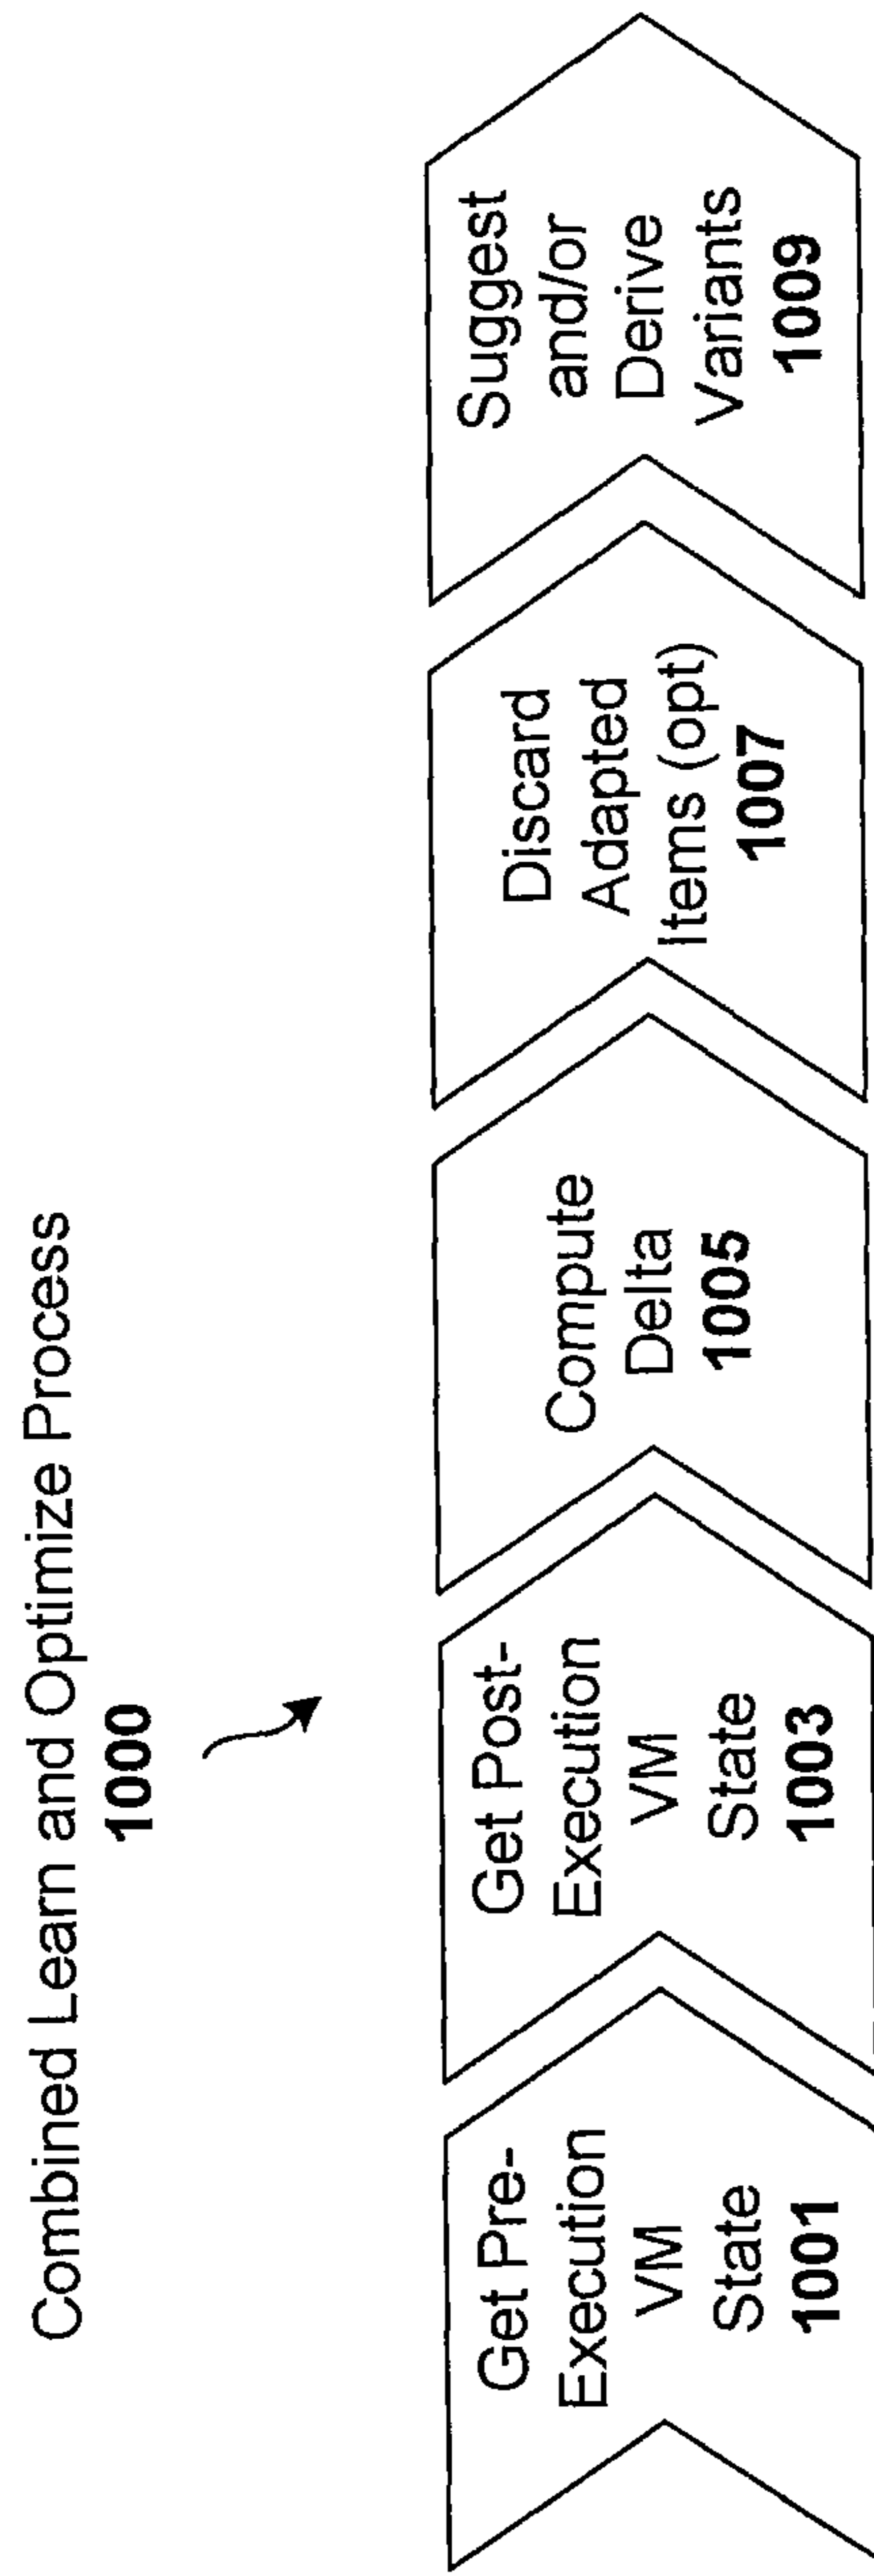 Combined Learn and Optimize Process
1000
Get Pre-
Execution
VM
State
1001
Get Post-
Execution
VM
State
1003
Compute
Delta
1005
Discard
Adapted
Items (opt)
1007
Suggest
and/or
Derive
Variants
1009